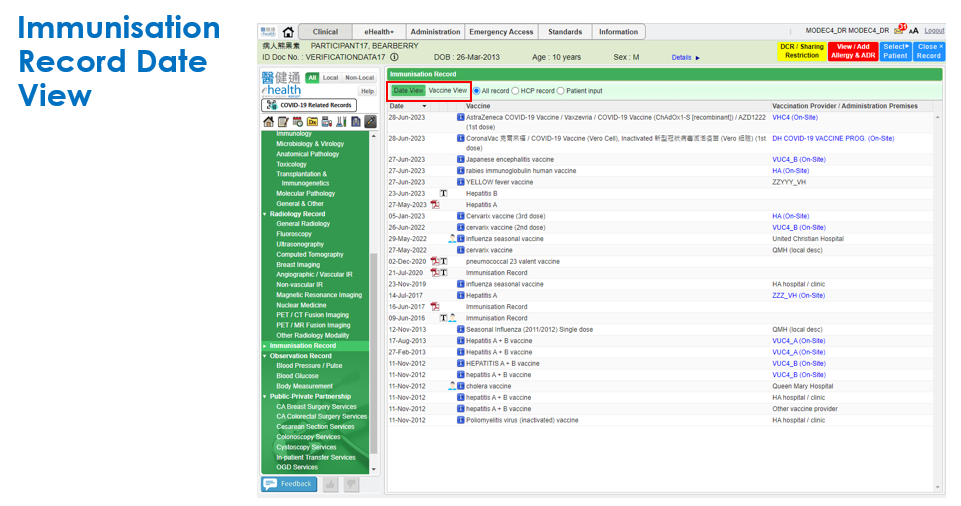 Immunisation
Record Date
View
醫健通 ehealth
Clinical eHealth+ Administration Emergency Access Standards Information
MODEC4_DR MODEC4_DR 31 AA Logout
病人熊黑素 PARTICIPANT17, BEARBERRY
ID Doc No. : VERIFICATIONDATA17 DOB : 26-Mar-2013 Age : 10 years Sex : M Details
DCR / Sharing Restriction
View / Add Allergy & ADR
Select Patient
Close × Record
醫健通
ehealth
All Local Non-Local
Help
COVID-19 Related Records
Immunology
Microbiology & Virology
Anatomical Pathology
Toxicology
Transplantation &
Immunogenetics
Molecular Pathology
General & Other
Radiology Record
General Radiology
Fluoroscopy
Ultrasonography
Computed Tomography
Breast Imaging
Angiographic / Vascular IR
Non-vascular IR
Magnetic Resonance Imaging
Nuclear Medicine
PET / CT Fusion Imaging
PET / MR Fusion Imaging
Other Radiology Modality
Immunisation Record
Observation Record
Blood Pressure / Pulse
Blood Glucose
Body Measurement
Public-Private Partnership
CA Breast Surgery Services
CA Colorectal Surgery Services
Cesarean Section Services
Colonoscopy Services
Cystoscopy Services
In-patient Transfer Services
OGD Services
Feedback
Immunisation Record
Date View Vaccine View All record HCP record Patient input
Date Vaccine Vaccination Provider / Administration Premises
28-Jun-2023 AstraZeneca COVID-19 Vaccine / Vaxzevria / COVID-19 Vaccine (ChAdOx1-S [recombinant]) / AZD1222 VHC4 (On-Site)
(1st dose)
28-Jun-2023 CoronaVac 克爾來福 / COVID-19 Vaccine (Vero Cell), Inactivated 新型冠狀病毒滅活疫苗 (Vero 細胞) (1st DH COVID-19 VACCINE PROG. (On-Site)
dose)
27-Jun-2023 Japanese encephalitis vaccine VUC4_B (On-Site)
27-Jun-2023 rabies immunoglobulin human vaccine HA (On-Site)
27-Jun-2023 YELLOW fever vaccine ZZYYY_VH
23-Jun-2023 T Hepatitis B
27-May-2023 Hepatitis A
05-Jan-2023 Cervarix vaccine (3rd dose) HA (On-Site)
26-Jun-2022 cervarix vaccine (2nd dose) VUC4_B (On-Site)
29-May-2022 influenza seasonal vaccine United Christian Hospital
27-May-2022 cervarix vaccine QMH (local desc)
02-Dec-2020 T pneumococcal 23 valent vaccine
21-Jul-2020 T Immunisation Record
23-Nov-2019 influenza seasonal vaccine HA hospital / clinic
14-Jul-2017 Hepatitis A ZZZ_VH (On-Site)
16-Jun-2017 Immunisation Record
09-Jun-2016 T Immunisation Record
12-Nov-2013 Seasonal Influenza (2011/2012) Single dose QMH (local desc)
17-Aug-2013 Hepatitis A + B vaccine VUC4_A (On-Site)
27-Feb-2013 Hepatitis A + B vaccine VUC4_A (On-Site)
11-Nov-2012 HEPATITIS A + B vaccine VUC4_B (On-Site)
11-Nov-2012 hepatitis A + B vaccine VUC4_B (On-Site)
11-Nov-2012 cholera vaccine Queen Mary Hospital
11-Nov-2012 hepatitis A + B vaccine HA hospital / clinic
11-Nov-2012 hepatitis A + B vaccine Other vaccine provider
11-Nov-2012 Poliomyelitis virus (inactivated) vaccine HA hospital / clinic